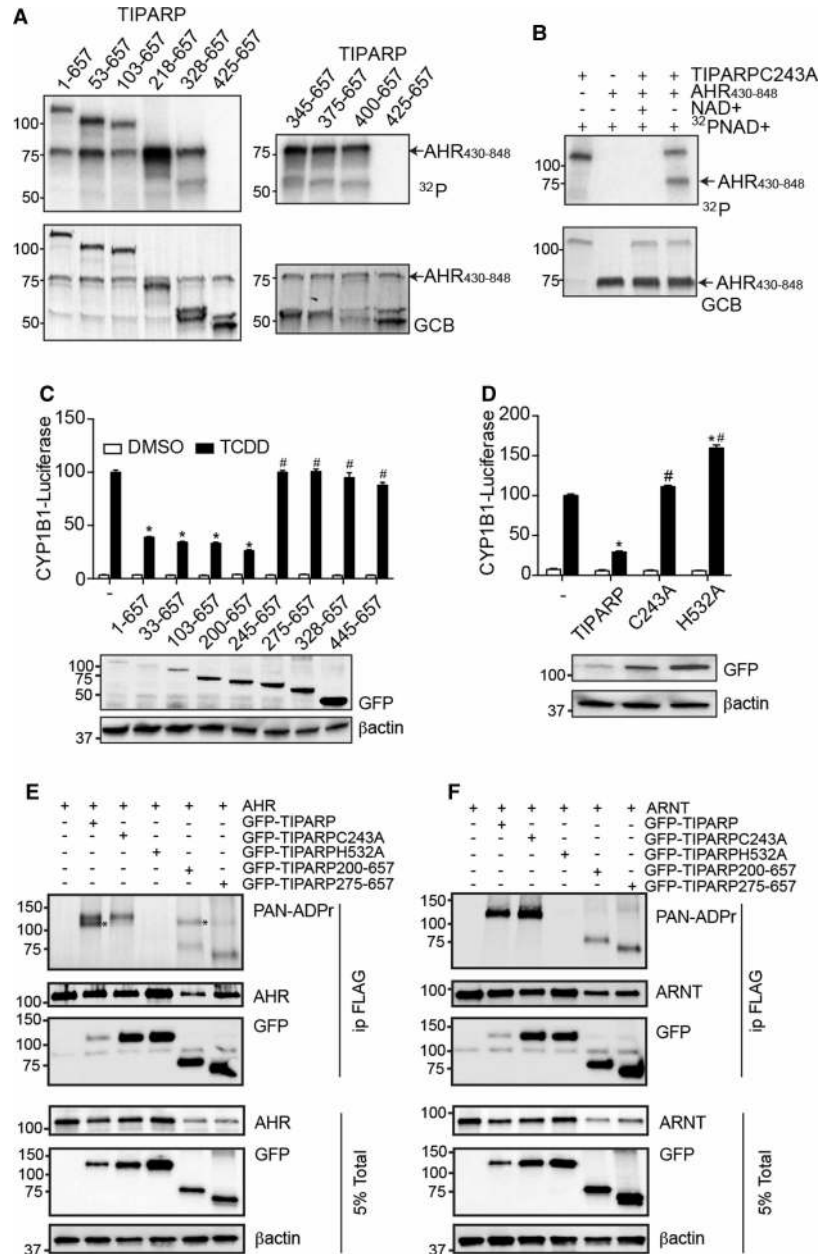 A
TIPARP
1-657
53-657
103-657
218-657
328-657
425-657
100
75
50
100
75
50
TIPARP
345-657
375-657
400-657
425-657
75
50
AHR430-848
32P
75
50
AHR430-848
GCB
B
+ - + + TIPARPC243A
- + + + AHR430-848
- - + - NAD+
+ + + + 32PNAD+
100
75
AHR430-848
32P
100
75
AHR430-848
GCB
C
CYP1B1-Luciferase
150
100
50
0
DMSO
TCDD
* * * * # # # #
-
1-657
33-657
103-657
200-657
245-657
275-657
328-657
445-657
100
75
50
GFP
37
βactin
D
CYP1B1-Luciferase
200
150
100
50
0
* # *#
-
TIPARP
C243A
H532A
100
GFP
37
βactin
E
+ + + + + + AHR
- + - - - - GFP-TIPARP
- - + - - - GFP-TIPARPC243A
- - - + - - GFP-TIPARPH532A
- - - - + - GFP-TIPARP200-657
- - - - - + GFP-TIPARP275-657
150
100
75
* *
PAN-ADPr
100
AHR
150
100
75
GFP
ip FLAG
100
AHR
150
100
75
GFP
37
βactin
5% Total
F
+ + + + + + ARNT
- + - - - - GFP-TIPARP
- - + - - - GFP-TIPARPC243A
- - - + - - GFP-TIPARPH532A
- - - - + - GFP-TIPARP200-657
- - - - - + GFP-TIPARP275-657
150
100
75
PAN-ADPr
100
ARNT
150
100
75
GFP
ip FLAG
100
ARNT
150
100
75
GFP
37
βactin
5% Total